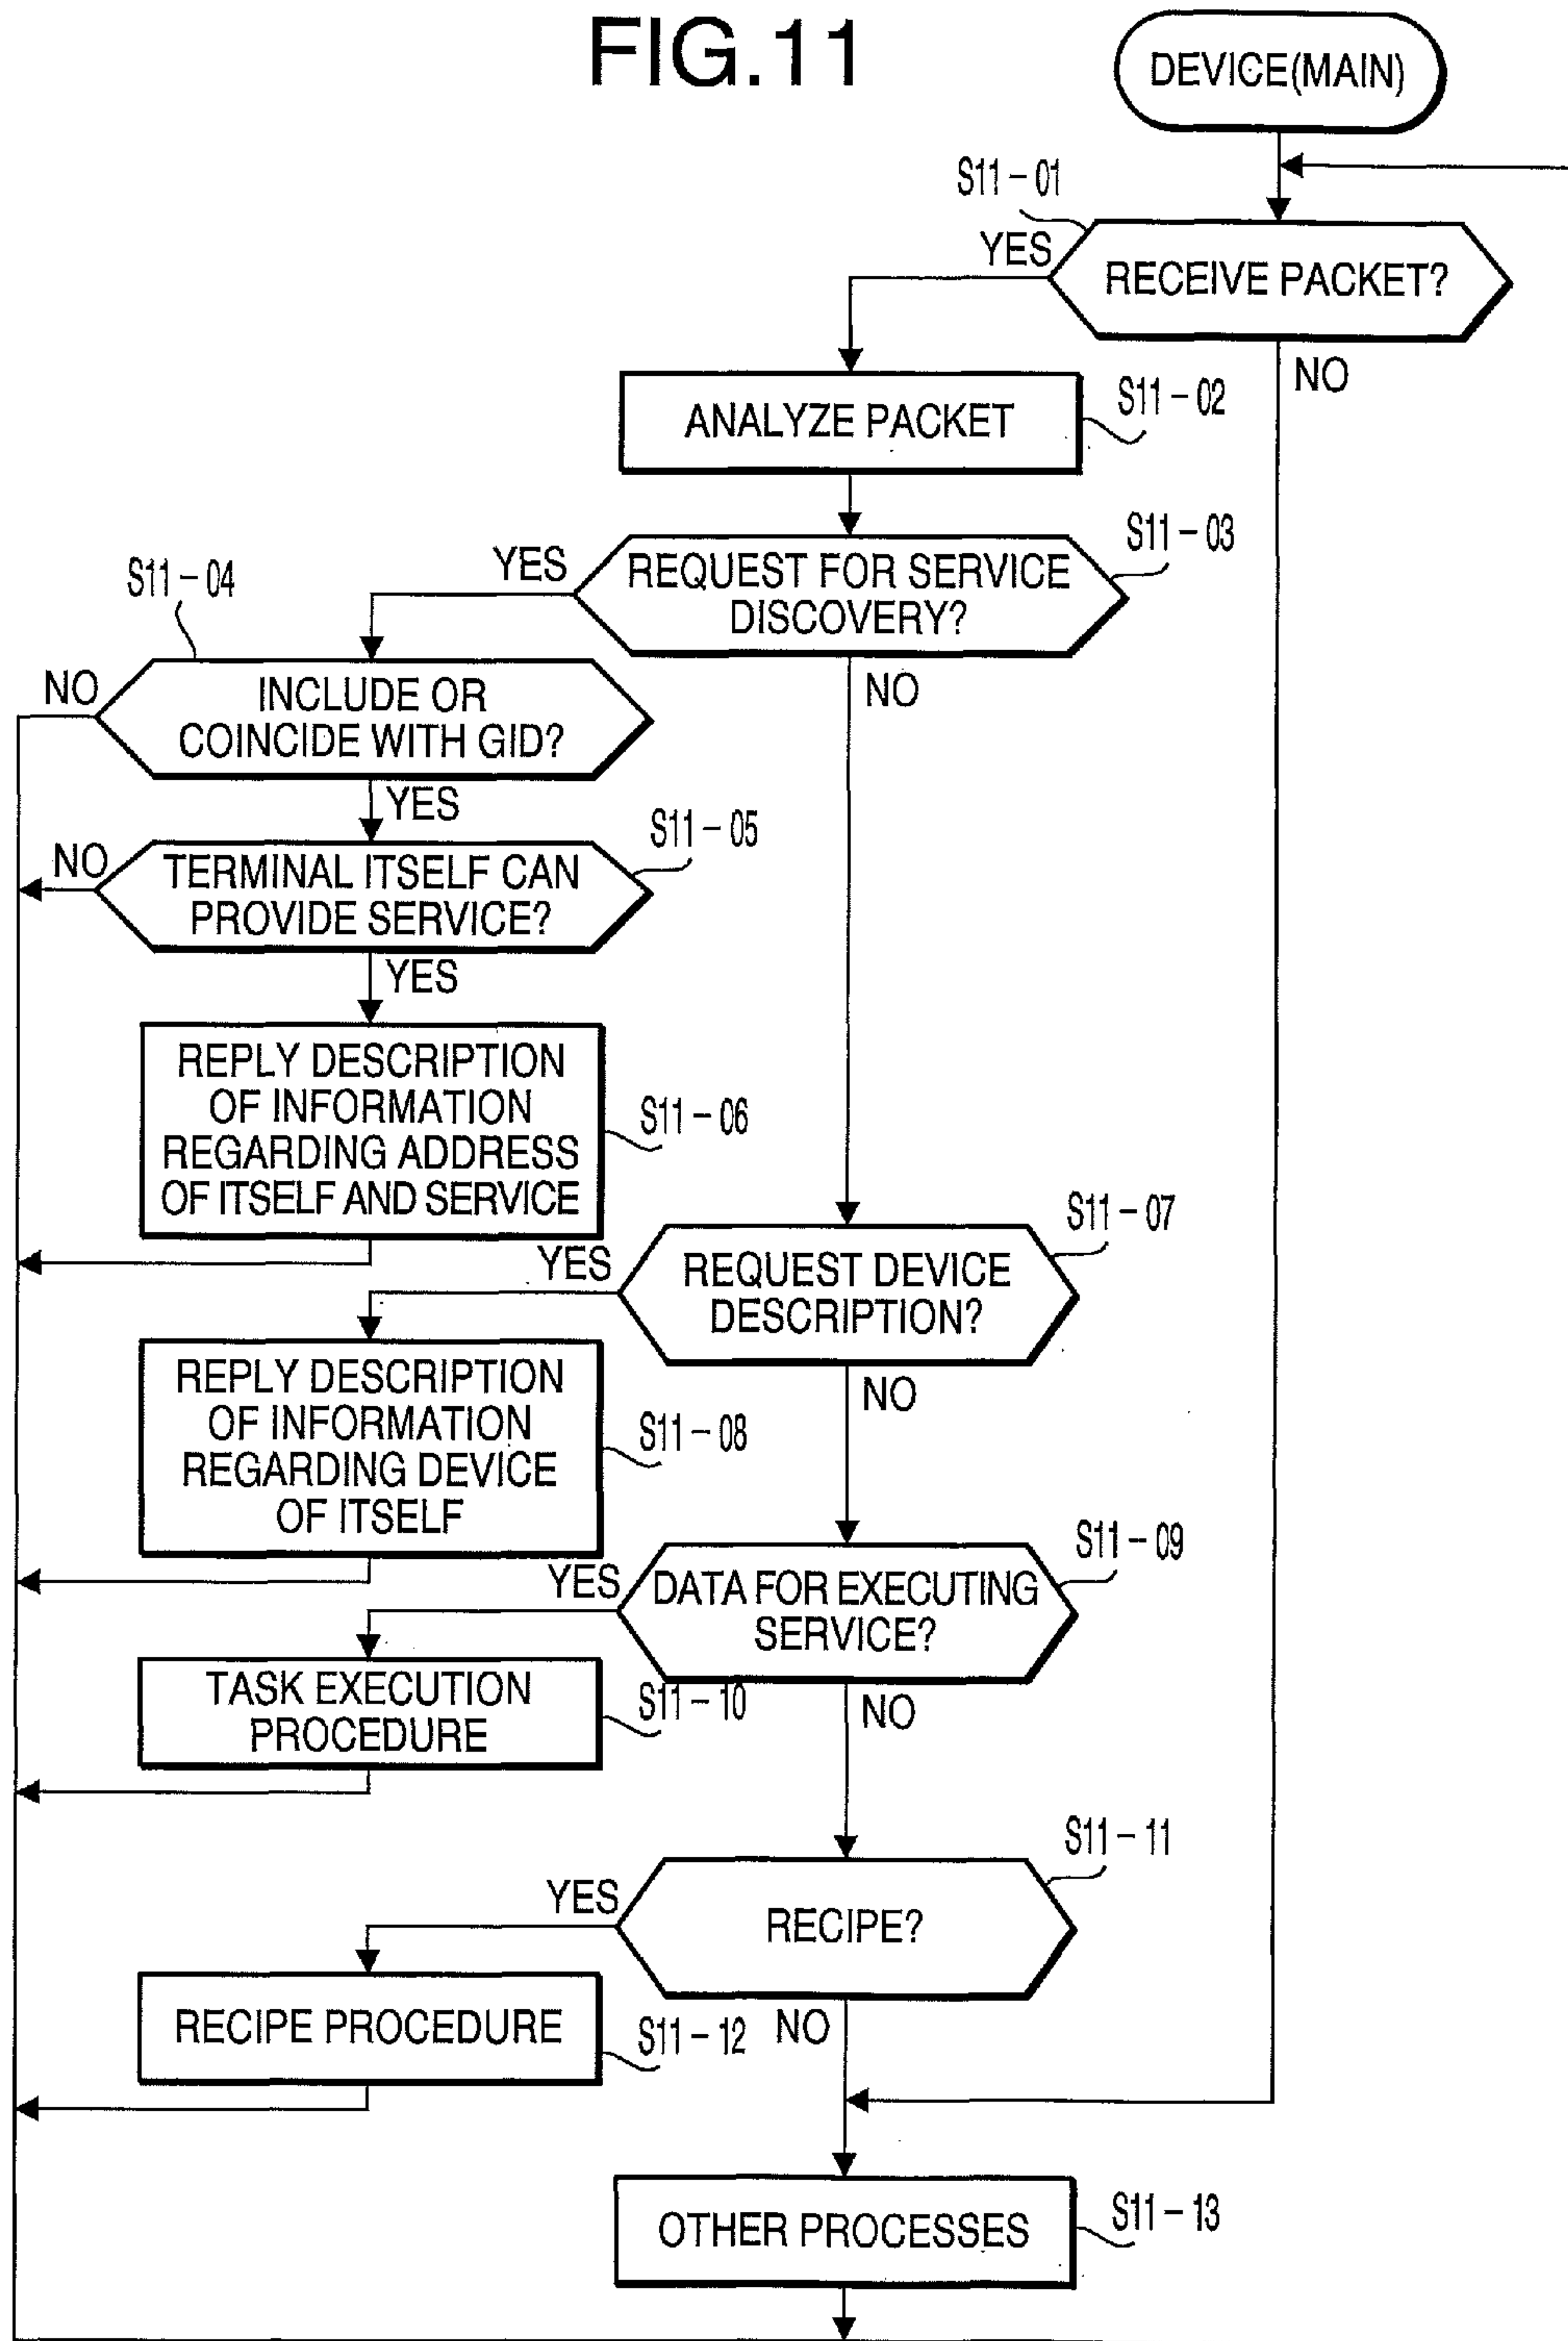 FIG.11
DEVICE(MAIN)
S11-01
YES
RECEIVE PACKET?
NO
ANALYZE PACKET
S11-02
S11-03
YES
REQUEST FOR SERVICE
DISCOVERY?
NO
S11-04
NO
INCLUDE OR
COINCIDE WITH GID?
YES
S11-05
NO
TERMINAL ITSELF CAN
PROVIDE SERVICE?
YES
REPLY DESCRIPTION
OF INFORMATION
REGARDING ADDRESS
OF ITSELF AND SERVICE
S11-06
S11-07
YES
REQUEST DEVICE
DESCRIPTION?
NO
REPLY DESCRIPTION
OF INFORMATION
REGARDING DEVICE
OF ITSELF
S11-08
S11-09
YES
DATA FOR EXECUTING
SERVICE?
NO
TASK EXECUTION
PROCEDURE
S11-10
S11-11
YES
RECIPE?
NO
RECIPE PROCEDURE
S11-12
OTHER PROCESSES
S11-13